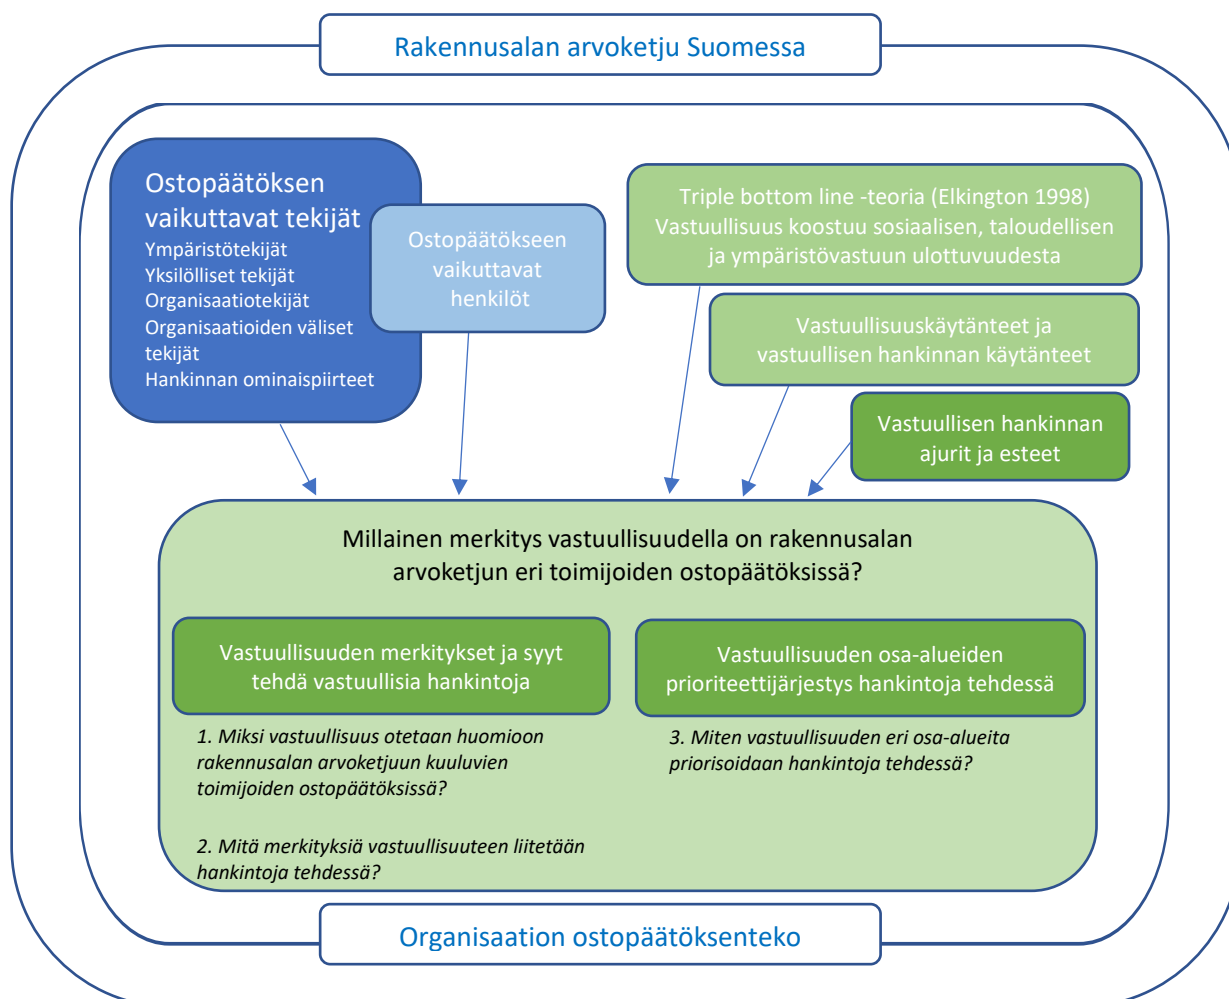 Rakennusalan arvoketju Suomessa
Ostopäätöksen
vaikuttavat tekijät
Ympäristötekijät
Yksilölliset tekijät
Organisaatiotekijät
Organisaatioiden väliset
tekijät
Hankinnan ominaispiirteet
Ostopäätökseen
vaikuttavat
henkilöt
Triple bottom line -teoria (Elkington 1998)
Vastuullisuus koostuu sosiaalisen, taloudellisen
ja ympäristövastuun ulottuvuudesta
Vastuullisuuskäytänteet ja
vastuullisen hankinnan käytänteet
Vastuullisen hankinnan
ajurit ja esteet
Millainen merkitys vastuullisuudella on rakennusalan
arvoketjun eri toimijoiden ostopäätöksissä?
Vastuullisuuden merkitykset ja syyt
tehdä vastuullisia hankintoja
1. Miksi vastuullisuus otetaan huomioon
rakennusalan arvoketjuun kuuluvien
toimijoiden ostopäätöksissä?
2. Mitä merkityksiä vastuullisuuteen liitetään
hankintoja tehdessä?
Vastuullisuuden osa-alueiden
prioriteettijärjestys hankintoja tehdessä
3. Miten vastuullisuuden eri osa-alueita
priorisoidaan hankintoja tehdessä?
Organisaation ostopäätöksenteko